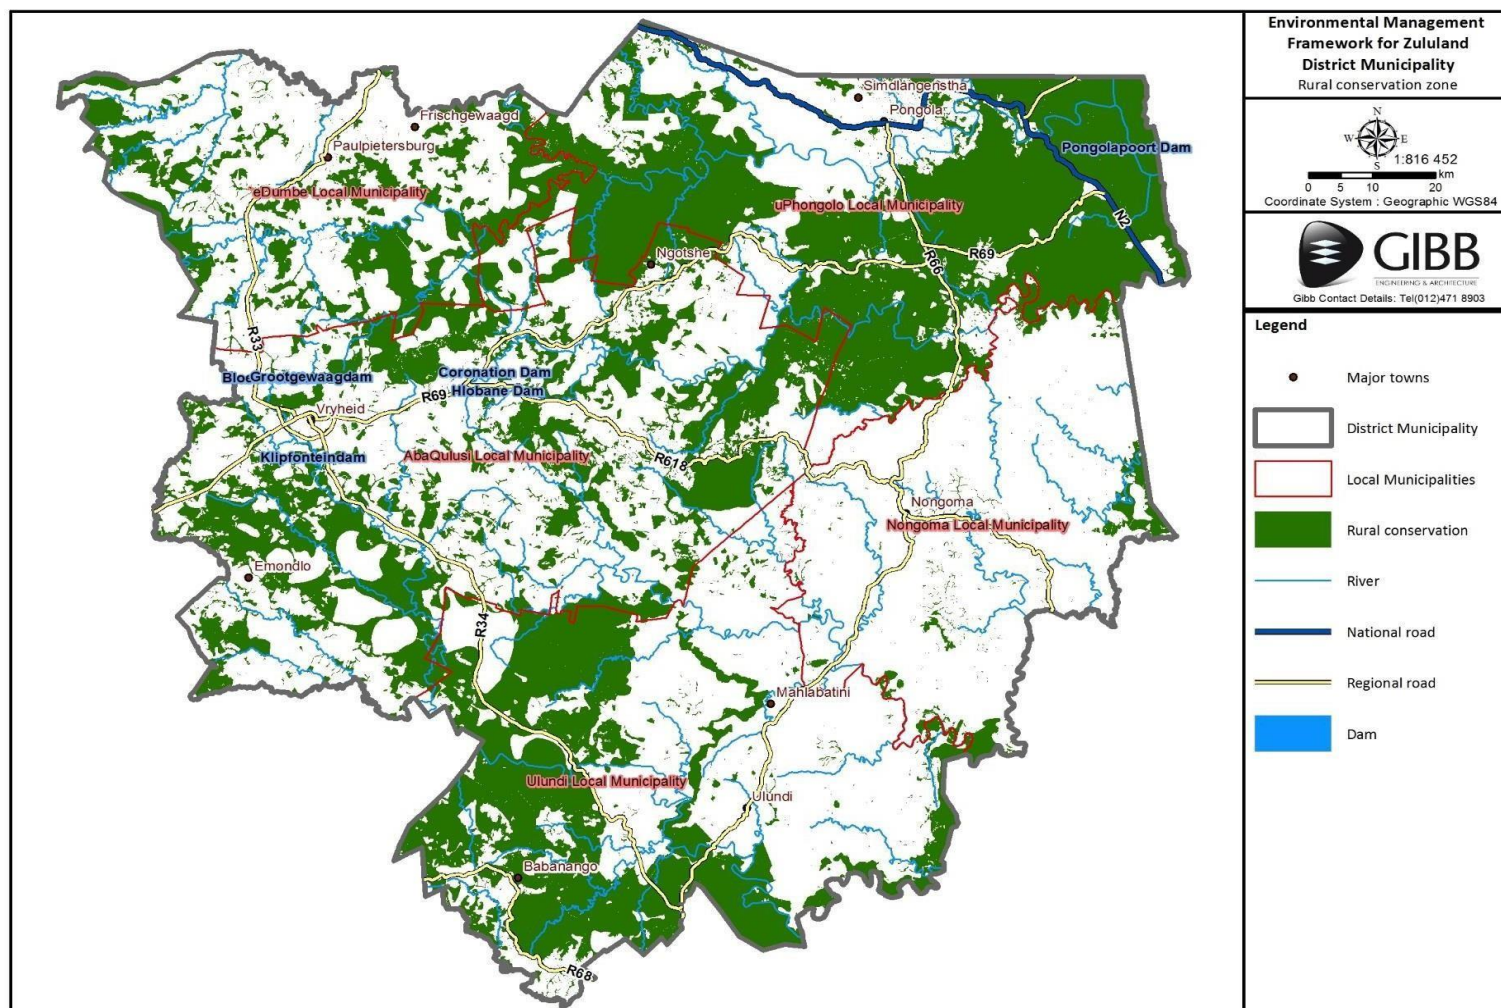 Environmental Management
Framework for Zululand
District Municipality
Rural conservation zone
N
W
E
S
1:816 452
km
0 5 10 20
Coordinate System : Geographic WGS84
GIBB
ENGINEERING & ARCHITECTURE
Gibb Contact Details: Tel(012)471 8903
Legend
Major towns
District Municipality
Local Municipalities
Rural conservation
River
National road
Regional road
Dam
Simdlangenstha
Pongola
Frischgewaagd
Paulpietersburg
Pongolapoort Dam
eDumbe Local Municipality
uPhongolo Local Municipality
N2
Ngotshe
R69
R66
R33
Coronation Dam
Grootgewaagdam
Hlobane Dam
R69
Vryheid
AbaQulusi Local Municipality
Klipfonteindam
R618
Nongoma
Nongoma Local Municipality
Emondlo
R34
Mahlabatini
Ulundi Local Municipality
Ulundi
Babanango
R68